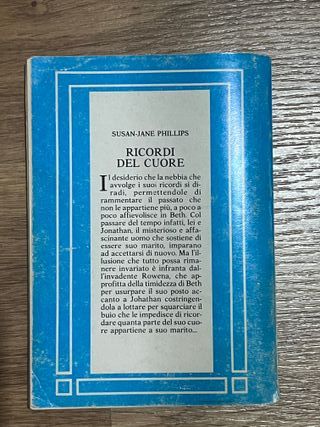 SUSAN-JANE PHILLIPS
RICORDI
DEL CUORE
Il desiderio che la nebbia che
avvolge i suoi ricordi si di-
radi, permettendole di
rammentare il passato che
non le appartiene più, a poco a
poco affievolisce in Beth. Col
passare del tempo infatti, lei e
Jonathan, il misterioso e affa-
scinante uomo che sostiene di
essere suo marito, imparano
ad accettarsi di nuovo. Ma l'il-
lusione che tutto possa rima-
nere invariato è infranta dal-
l'invadente Rowena, che ap-
profitta della timidezza di Beth
per usurpare il suo posto ac-
canto a Johathan costringen-
dola a lottare per squarciare il
buio che le impedisce di ricor-
dare quanta parte del suo cuo-
re appartiene a suo marito...